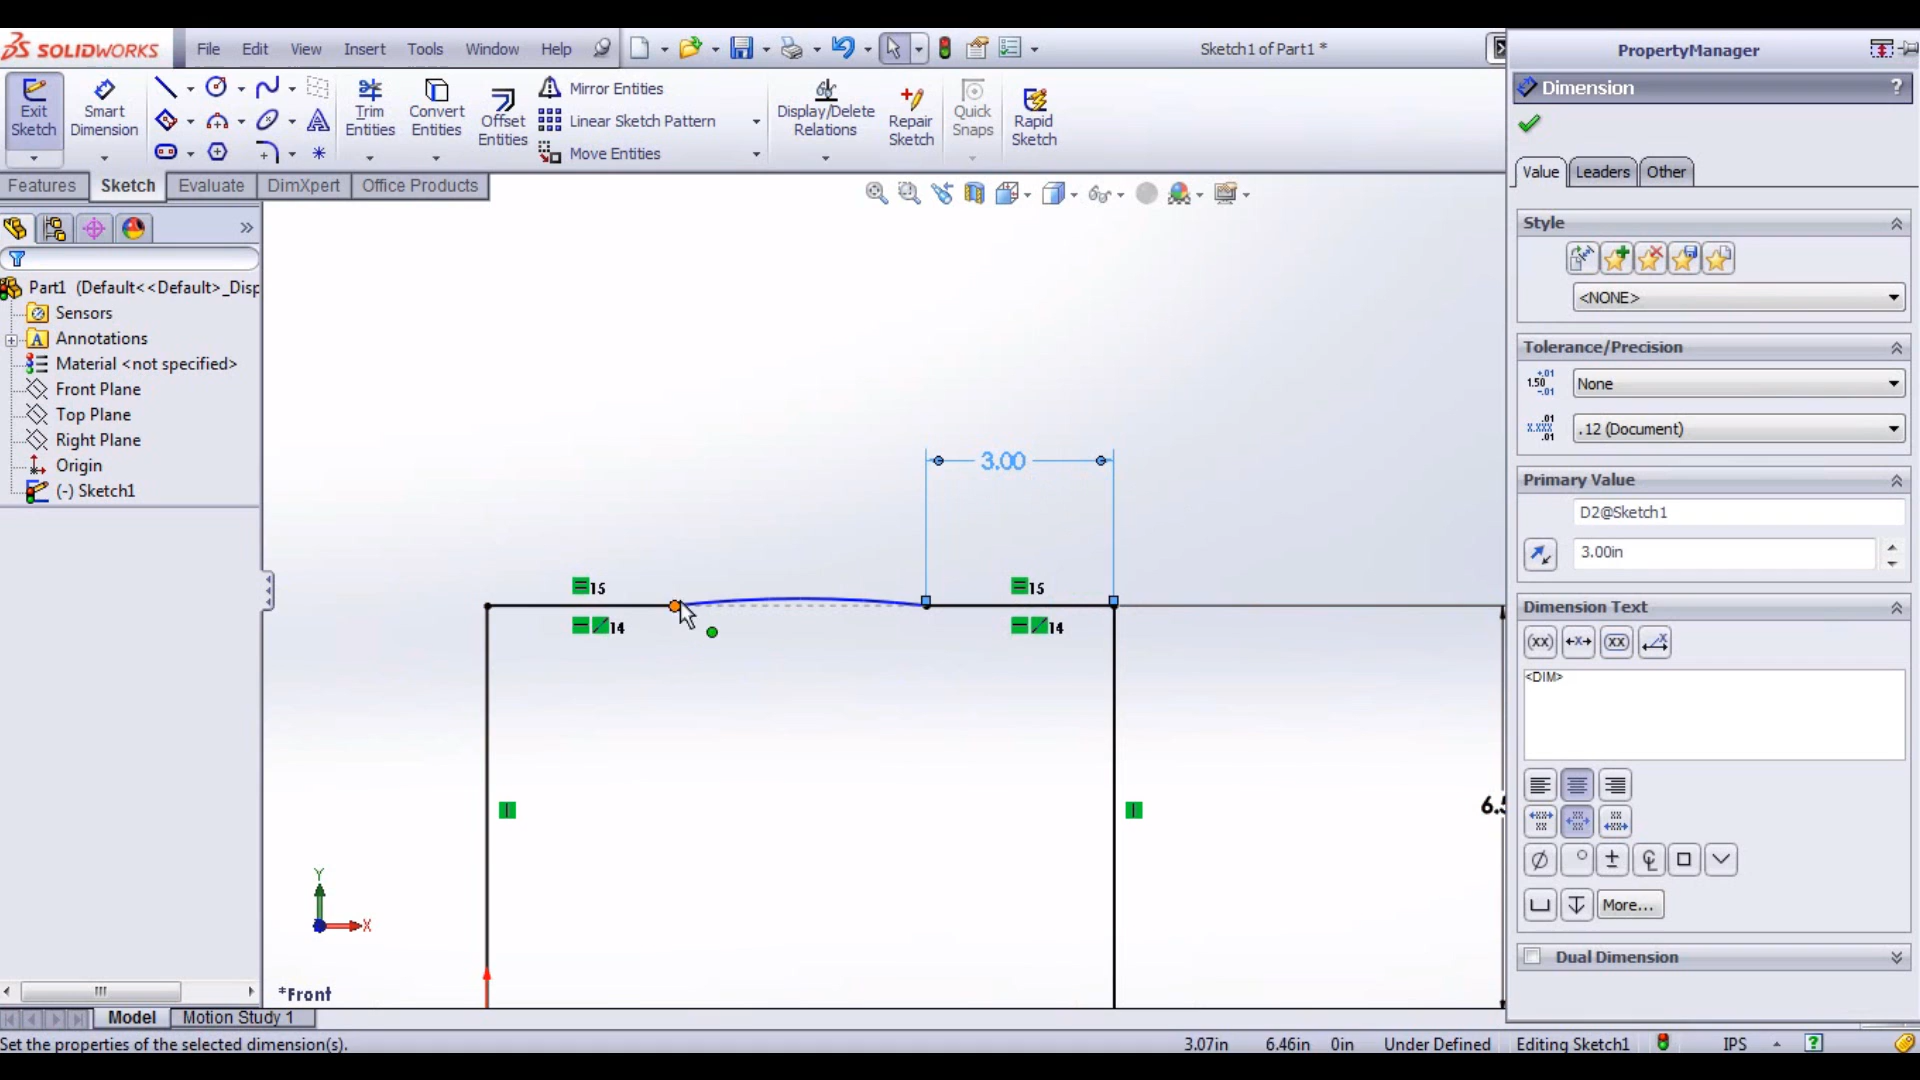 SOLIDWORKS File Edit View Insert Tools Window Help Sketch1 of Part1 *
Exit Sketch
Smart Dimension
Trim Entities
Convert Entities
Offset Entities
Mirror Entities
Linear Sketch Pattern
Move Entities
Display/Delete Relations
Repair Sketch
Quick Snaps
Rapid Sketch
Features Sketch Evaluate DimXpert Office Products
Part1 (Default<<Default>_Disp
Sensors
Annotations
Material <not specified>
Front Plane
Top Plane
Right Plane
Origin
(-) Sketch1
3.00
15
15
14
14
6.5
Y
X
*Front
PropertyManager
Dimension ?
Value Leaders Other
Style
<NONE>
Tolerance/Precision
None
.12 (Document)
Primary Value
D2@Sketch1
3.00in
Dimension Text
(xx) xx
<DIM>
More...
Dual Dimension
Model Motion Study 1
Set the properties of the selected dimension(s). 3.07in 6.46in 0in Under Defined Editing Sketch1 IPS ?